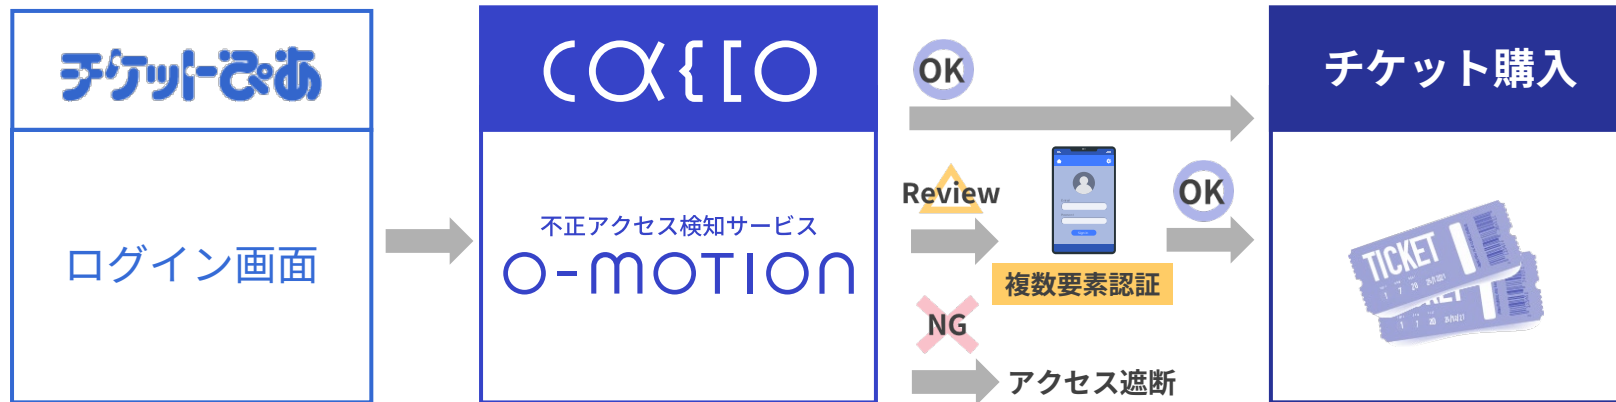 チケットぴあ
ログイン画面
cacco
不正アクセス検知サービス
O-MOTION
OK
Review
OK
複数要素認証
NG
アクセス遮断
チケット購入
TICKET